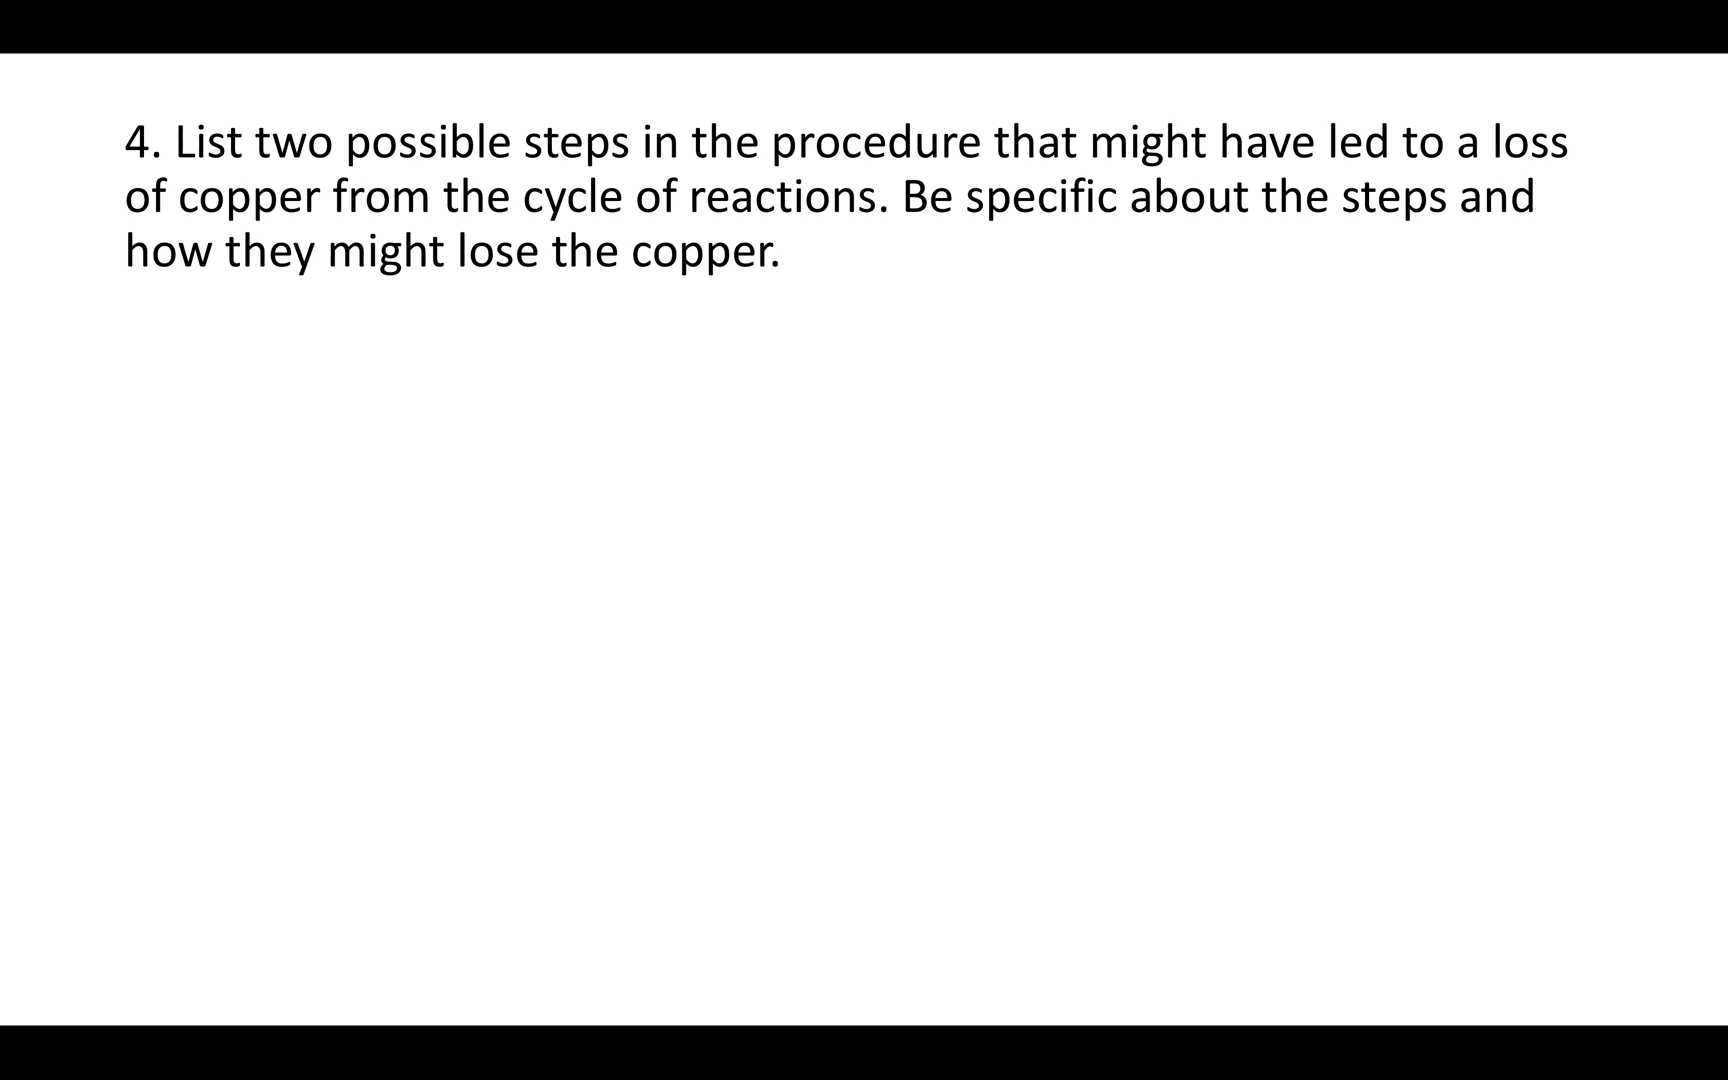 4. List two possible steps in the procedure that might have led to a loss
of copper from the cycle of reactions. Be specific about the steps and
how they might lose the copper.